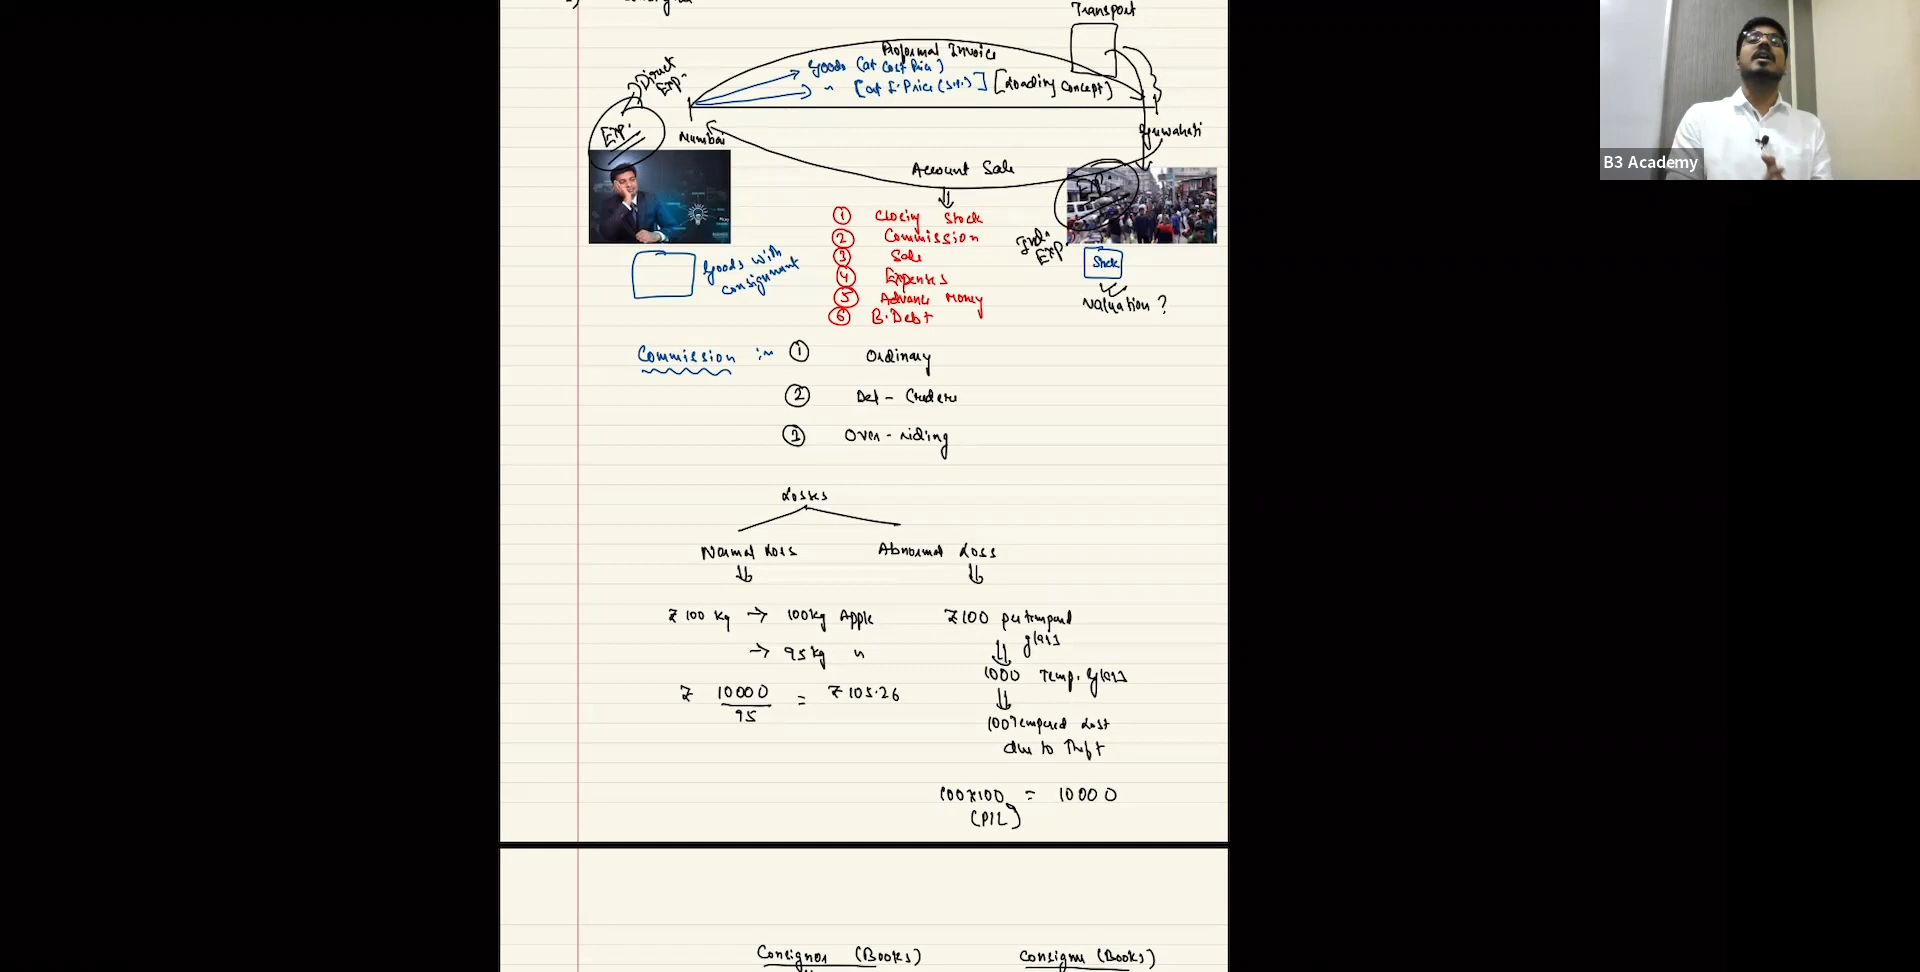 Transport
Proformal Invoice
Goods (at cost Price)
" [at I. Price (S.P.)] [Loading Concept]
Direct Exp.
Exp.
Mumbai
Guwahati
Account Sale
Exp.
Ind. Exp
① Closing Stock
② Commission
③ Sale
④ Expenses
⑤ Advance Money
⑥ B. Debt
Goods with
consignment
Stock
Valuation ?
Commission :~ ① Ordinary
② Del - Credere
③ Over - riding
Losses
Normal Loss
Abnormal Loss
₹ 100 Kg → 100kg Apple
→ 95kg "
₹ 10000 / 95 = ₹ 105.26
₹ 100 per tempered
glass
1000 Temp. Glass
100 Tempered Lost
due to Theft
100 x 100 = 10000
(P/L)
Consignor (Books)
Consignee (Books)
B3 Academy